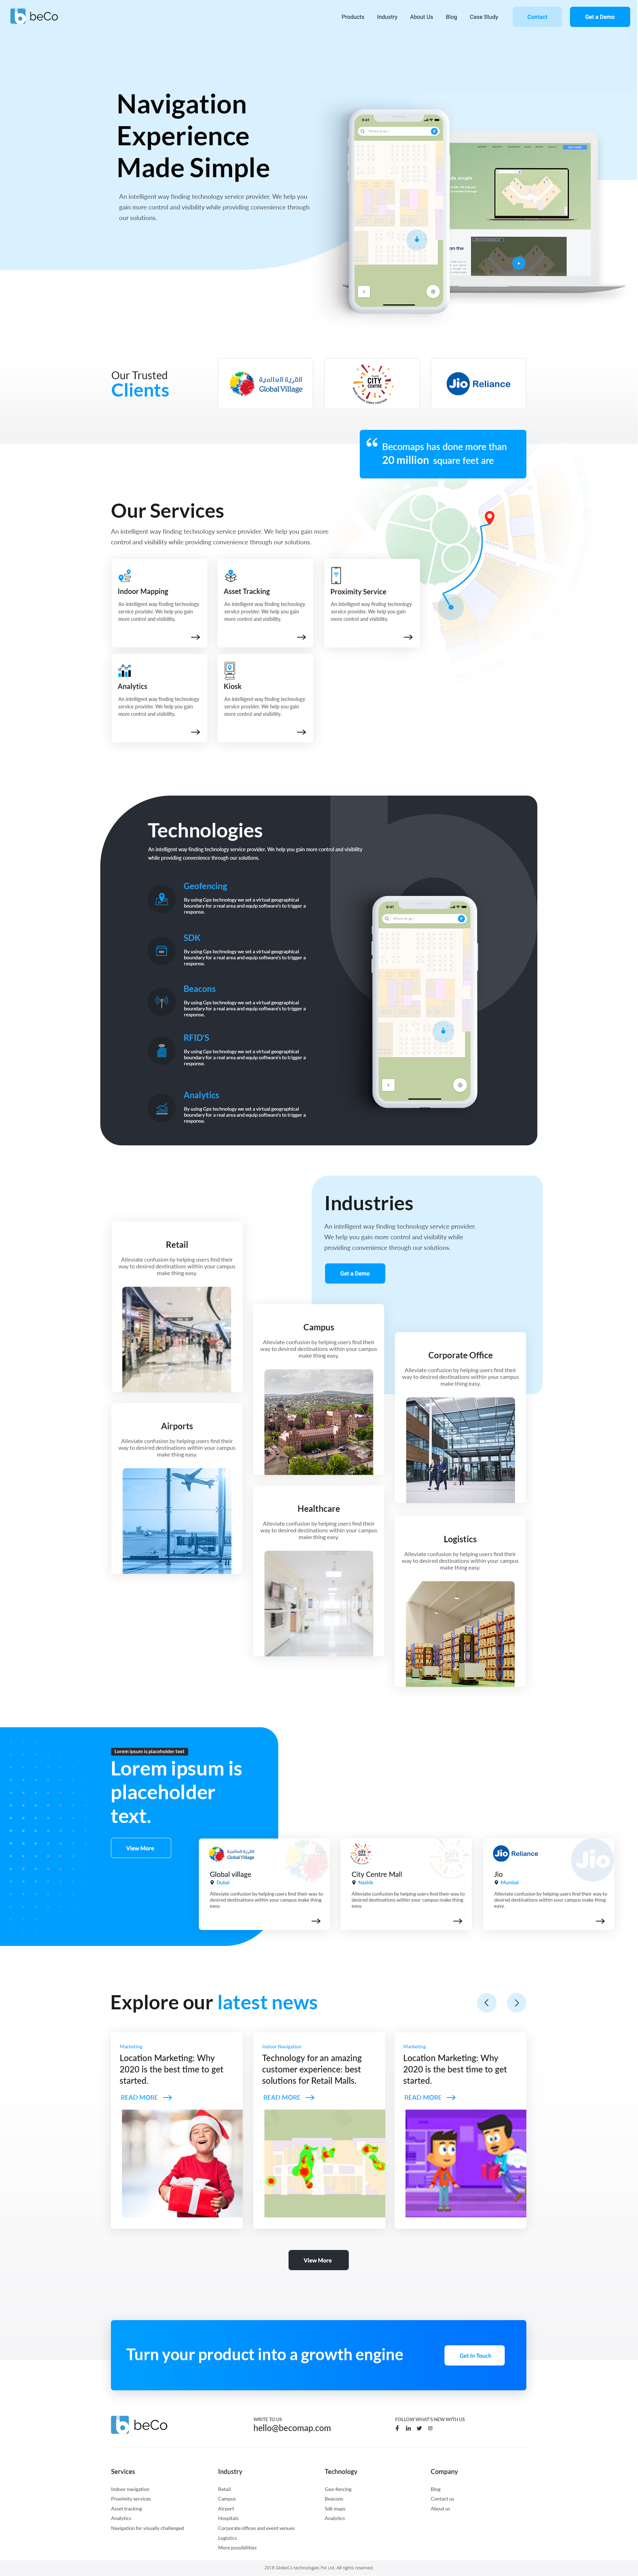 beCo
Products Industry About Us Blog Case Study Contact Get a Demo
Navigation
Experience
Made Simple
An intelligent way finding technology service provider. We help you
gain more control and visibility while providing convenience through
our solutions.
9:41
Where to go?
Our Trusted
Clients
القرية العالمية
Global Village
CITY
CENTRE
Jio Reliance
Becomaps has done more than
20 million square feet are
Our Services
An intelligent way finding technology service provider. We help you gain more
control and visibility while providing convenience through our solutions.
Indoor Mapping
An intelligent way finding technology
service provider. We help you gain
more control and visibility.
Asset Tracking
An intelligent way finding technology
service provider. We help you gain
more control and visibility.
Proximity Service
An intelligent way finding technology
service provider. We help you gain
more control and visibility.
Analytics
An intelligent way finding technology
service provider. We help you gain
more control and visibility.
Kiosk
An intelligent way finding technology
service provider. We help you gain
more control and visibility.
Technologies
An intelligent way finding technology service provider. We help you gain more control and visibility
while providing convenience through our solutions.
Geofencing
By using Gps technology we set a virtual geographical
boundary for a real area and equip software's to trigger a
response.
SDK
By using Gps technology we set a virtual geographical
boundary for a real area and equip software's to trigger a
response.
Beacons
By using Gps technology we set a virtual geographical
boundary for a real area and equip software's to trigger a
response.
RFID'S
By using Gps technology we set a virtual geographical
boundary for a real area and equip software's to trigger a
response.
Analytics
By using Gps technology we set a virtual geographical
boundary for a real area and equip software's to trigger a
response.
9:41
Where to go?
Industries
An intelligent way finding technology service provider.
We help you gain more control and visibility while
providing convenience through our solutions.
Get a Demo
Retail
Alleviate confusion by helping users find their
way to desired destinations within your campus
make thing easy.
Campus
Alleviate confusion by helping users find their
way to desired destinations within your campus
make thing easy.
Corporate Office
Alleviate confusion by helping users find their
way to desired destinations within your campus
make thing easy.
Airports
Alleviate confusion by helping users find their
way to desired destinations within your campus
make thing easy.
Healthcare
Alleviate confusion by helping users find their
way to desired destinations within your campus
make thing easy.
Logistics
Alleviate confusion by helping users find their
way to desired destinations within your campus
make thing easy.
Lorem ipsum is placeholder text
Lorem ipsum is
placeholder
text.
View More
القرية العالمية
Global Village
Global village
Dubai
Alleviate confusion by helping users find their way to
desired destinations within your campus make thing
easy.
CITY
CENTRE
City Centre Mall
Nashik
Alleviate confusion by helping users find their way to
desired destinations within your campus make thing
easy.
Jio Reliance
Jio
Jio
Mumbai
Alleviate confusion by helping users find their way to
desired destinations within your campus make thing
easy.
Explore our latest news
Marketing
Location Marketing: Why
2020 is the best time to get
started.
READ MORE
Indoor Navigation
Technology for an amazing
customer experience: best
solutions for Retail Malls.
READ MORE
Marketing
Location Marketing: Why
2020 is the best time to get
started.
READ MORE
View More
Turn your product into a growth engine
Get In Touch
beCo
WRITE TO US
hello@becomap.com
FOLLOW WHAT'S NEW WITH US
Services
Indoor navigation
Proximity services
Asset tracking
Analytics
Navigation for visually challenged
Industry
Retail
Campus
Airport
Hospitals
Corporate offices and event venues
Logistics
More possibilities
Technology
Geo-fencing
Beacons
Sdk maps
Analytics
Company
Blog
Contact us
About us
2018 GlobeCo technologies Pvt Ltd. All rights reserved.